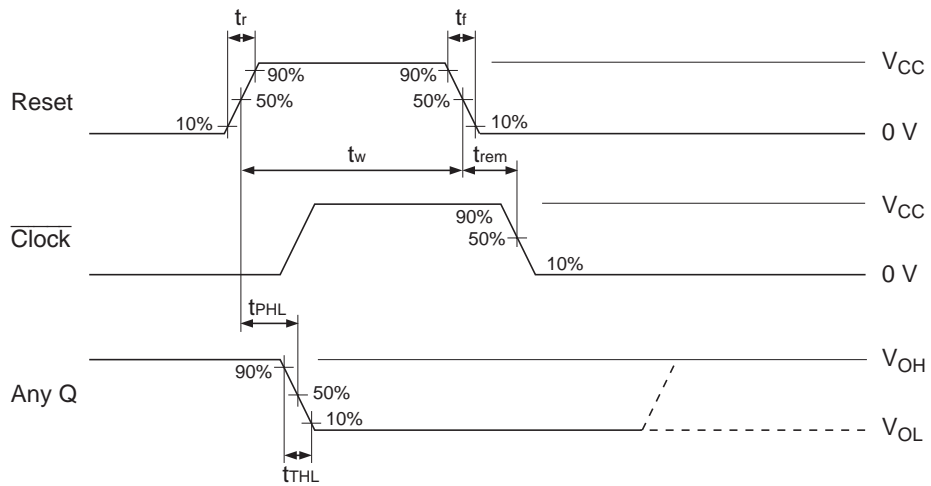 tr
tf
90%
90%
VCC
Reset
50%
50%
10%
10%
0 V
tw
trem
VCC
90%
Clock
50%
10%
0 V
tPHL
VOH
90%
Any Q
50%
10%
VOL
tTHL